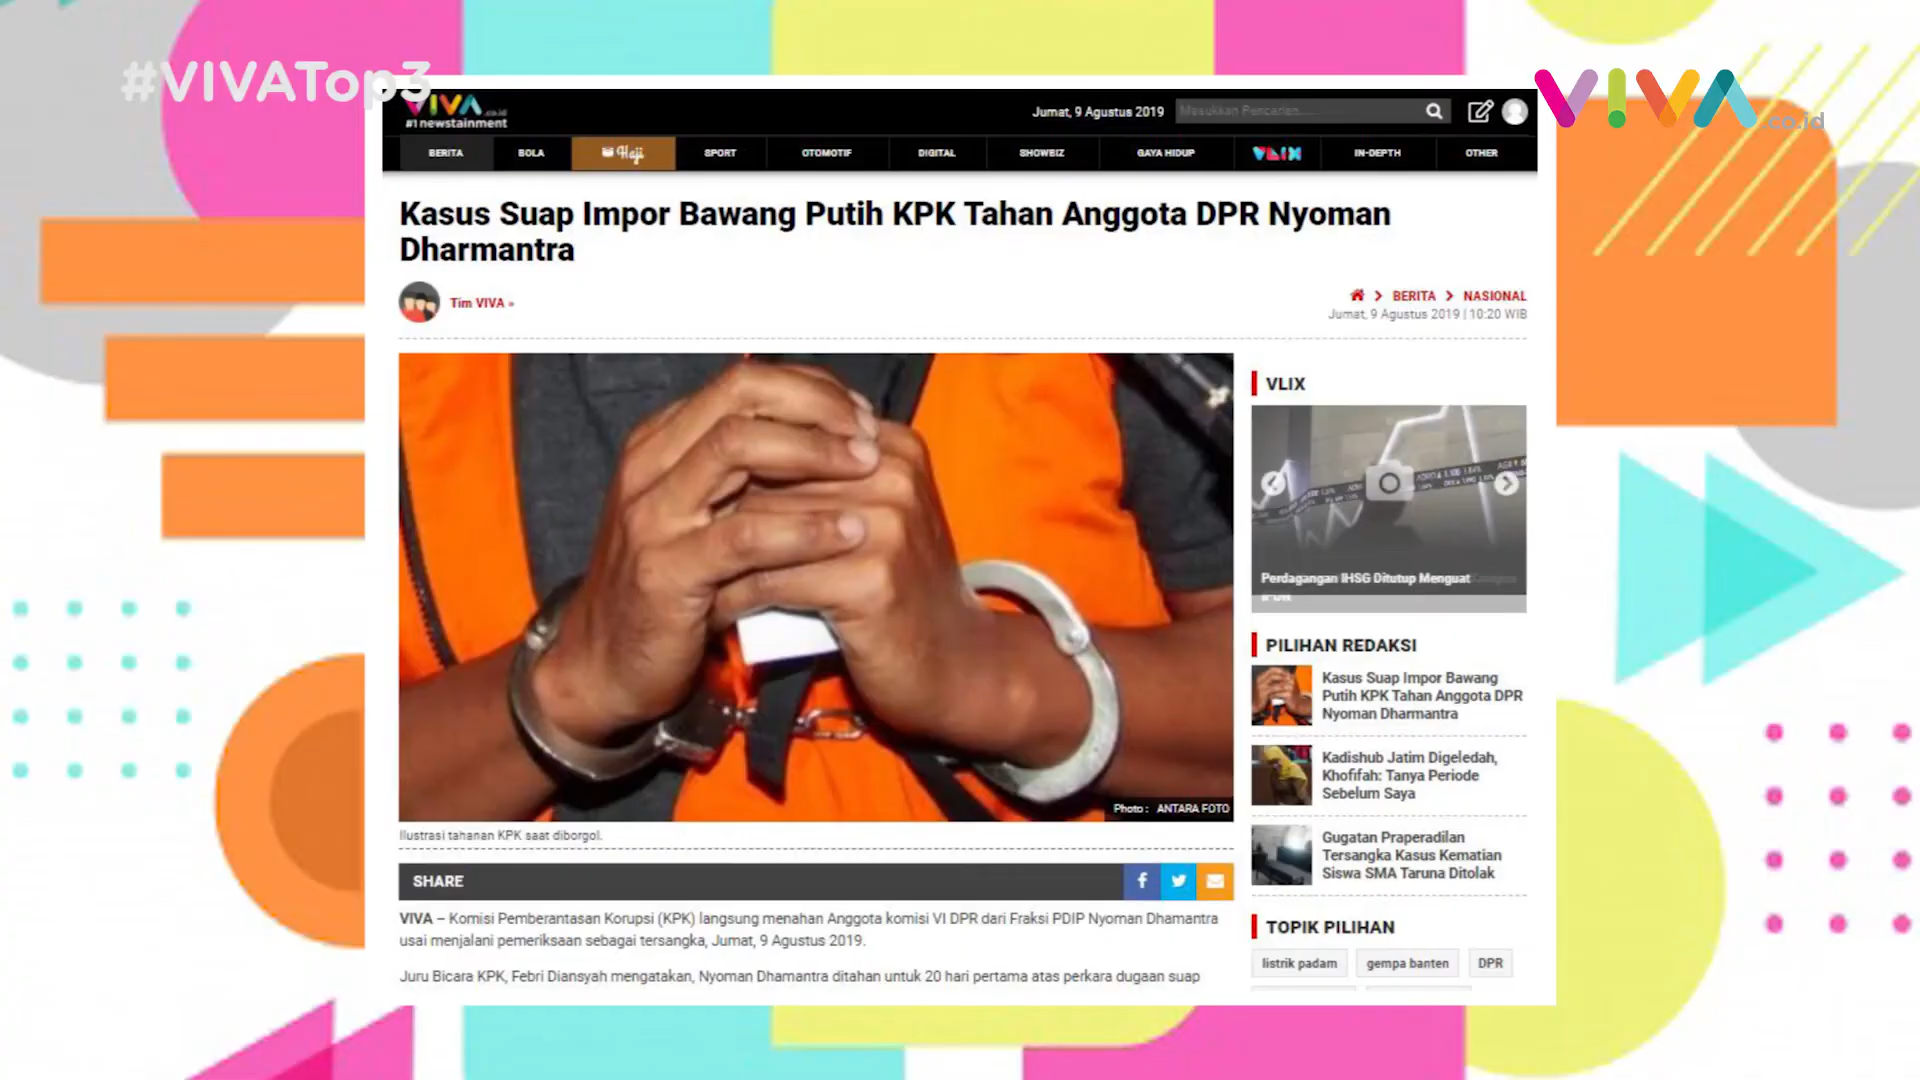 #VIVATop3
VIVA.co.id
VIVA.co.id
#1 newstainment
Jumat, 9 Agustus 2019
Masukkan Pencarian......
BERITA
BOLA
Haji
SPORT
OTOMOTIF
DIGITAL
SHOWBIZ
GAYA HIDUP
VLIX
IN-DEPTH
OTHER
Kasus Suap Impor Bawang Putih KPK Tahan Anggota DPR Nyoman
Dharmantra
Tim VIVA »
BERITA > NASIONAL
Jumat, 9 Agustus 2019 | 10:20 WIB
Photo : ANTARA FOTO
Ilustrasi tahanan KPK saat diborgol.
SHARE
VIVA – Komisi Pemberantasan Korupsi (KPK) langsung menahan Anggota komisi VI DPR dari Fraksi PDIP Nyoman Dhamantra
usai menjalani pemeriksaan sebagai tersangka, Jumat, 9 Agustus 2019.
Juru Bicara KPK, Febri Diansyah mengatakan, Nyoman Dhamantra ditahan untuk 20 hari pertama atas perkara dugaan suap
VLIX
Perdagangan IHSG Ditutup Menguat
PILIHAN REDAKSI
Kasus Suap Impor Bawang
Putih KPK Tahan Anggota DPR
Nyoman Dharmantra
Kadishub Jatim Digeledah,
Khofifah: Tanya Periode
Sebelum Saya
Gugatan Praperadilan
Tersangka Kasus Kematian
Siswa SMA Taruna Ditolak
TOPIK PILIHAN
listrik padam
gempa banten
DPR